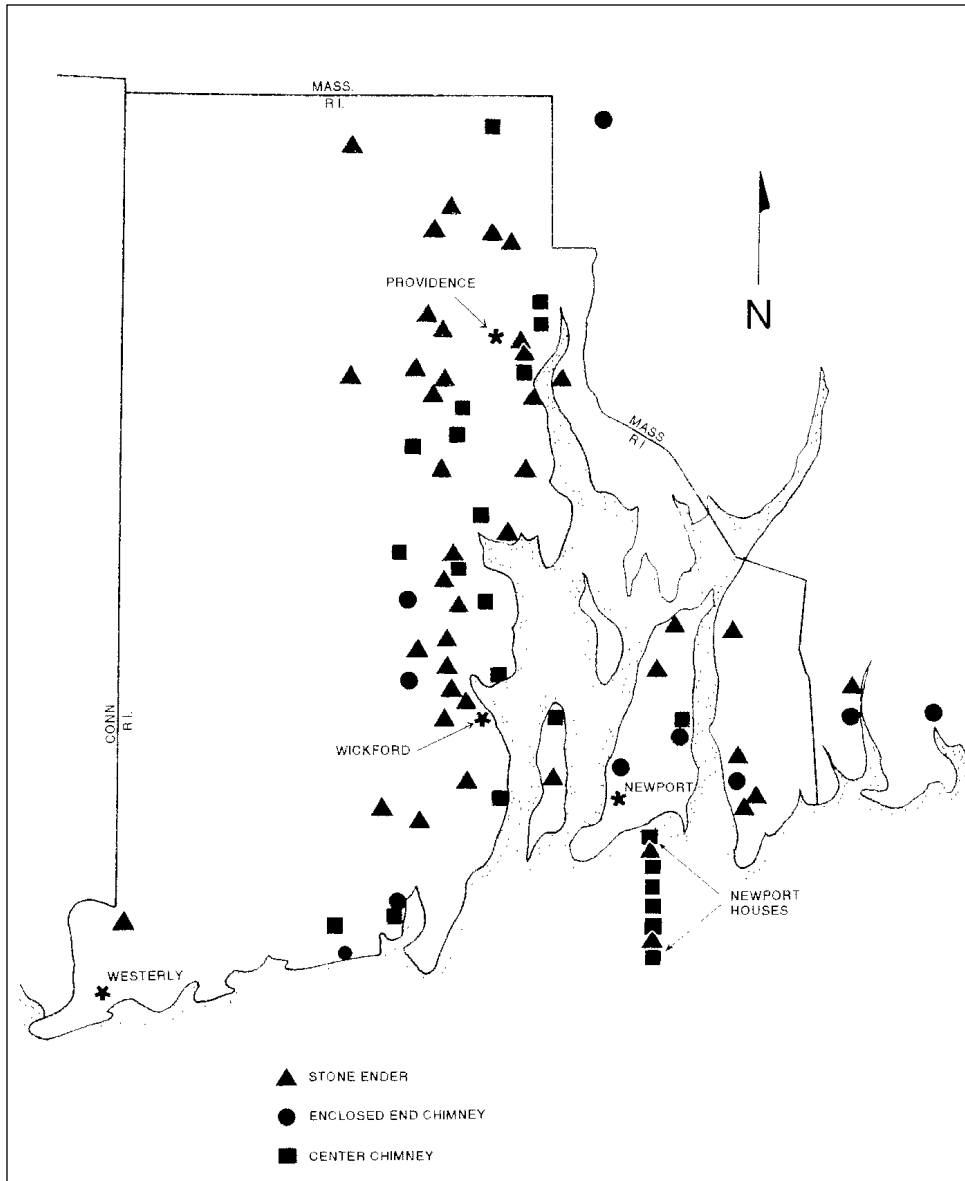 MASS.
R I.
PROVIDENCE
N
MASS
R I
CONN
R I.
WICKFORD
NEWPORT
NEWPORT
HOUSES
WESTERLY
STONE ENDER
ENCLOSED END CHIMNEY
CENTER CHIMNEY